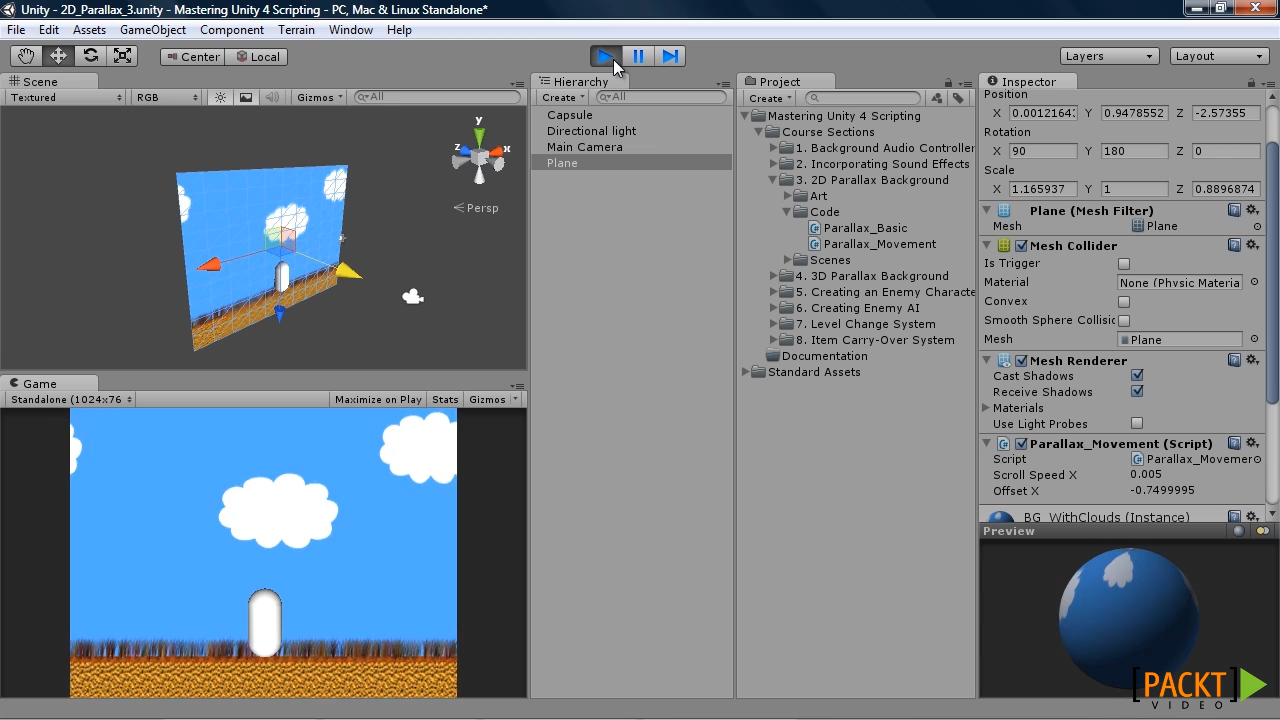 Unity - 2D_Parallax_3.unity - Mastering Unity 4 Scripting - PC, Mac & Linux Standalone*
File Edit Assets GameObject Component Terrain Window Help
Center Local Layers Layout
Scene
Textured RGB Gizmos All
y
z x
Persp
Game
Standalone (1024x76 Maximize on Play Stats Gizmos
Hierarchy
Create All
Capsule
Directional light
Main Camera
Plane
Project
Create
Mastering Unity 4 Scripting
Course Sections
1. Background Audio Controller
2. Incorporating Sound Effects
3. 2D Parallax Background
Art
Code
Parallax_Basic
Parallax_Movement
Scenes
4. 3D Parallax Background
5. Creating an Enemy Characte
6. Creating Enemy AI
7. Level Change System
8. Item Carry-Over System
Documentation
Standard Assets
Inspector
Position
X 0.0012164 Y 0.9478552 Z -2.57355
Rotation
X 90 Y 180 Z 0
Scale
X 1.165937 Y 1 Z 0.8896874
Plane (Mesh Filter)
Mesh Plane
Mesh Collider
Is Trigger
Material None (Physic Materia
Convex
Smooth Sphere Collisic
Mesh Plane
Mesh Renderer
Cast Shadows
Receive Shadows
Materials
Use Light Probes
Parallax_Movement (Script)
Script Parallax_Movemer
Scroll Speed X 0.005
Offset X -0.7499995
BG_WithClouds (Instance)
Preview
[PACKT]
VIDEO